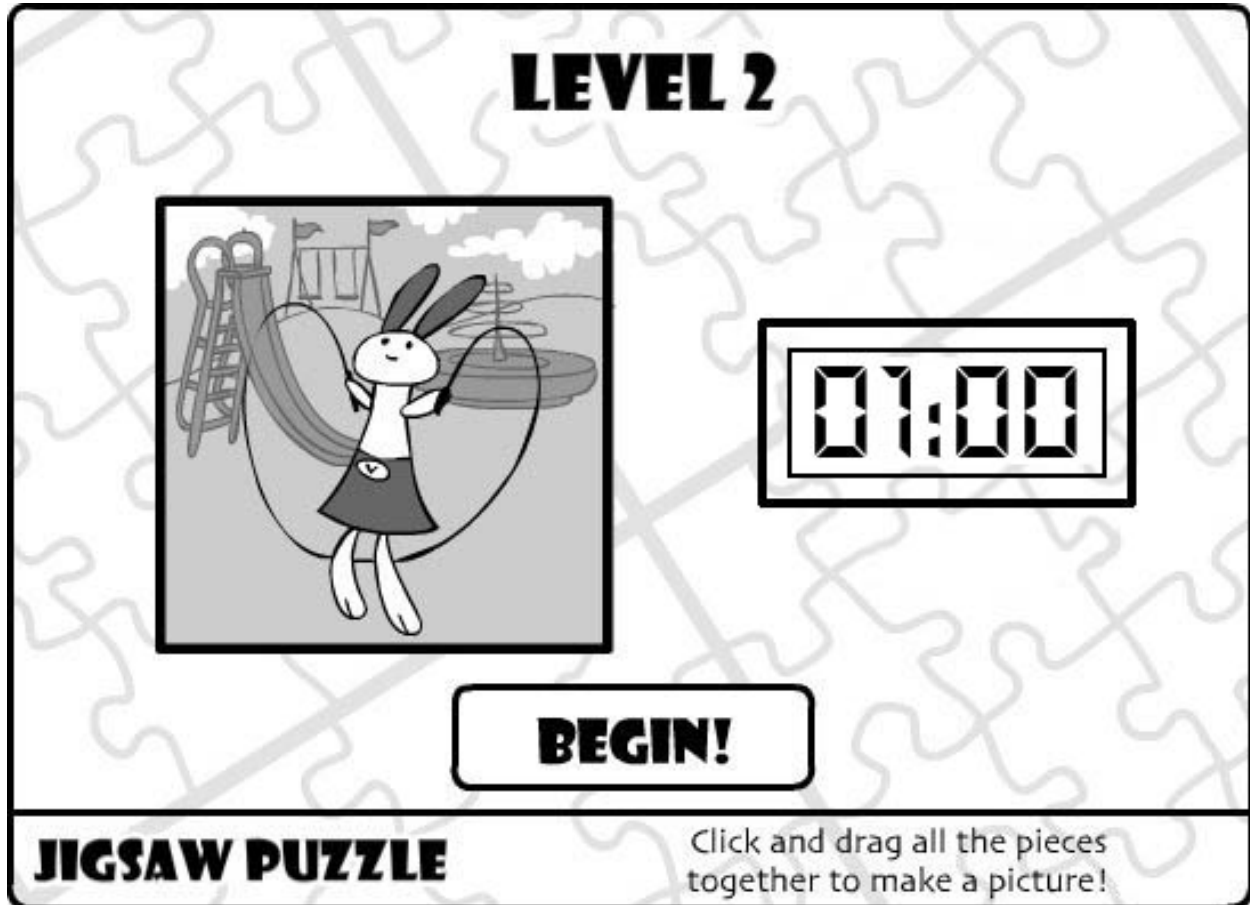 LEVEL 2
01:00
BEGIN!
JIGSAW PUZZLE
Click and drag all the pieces
together to make a picture!